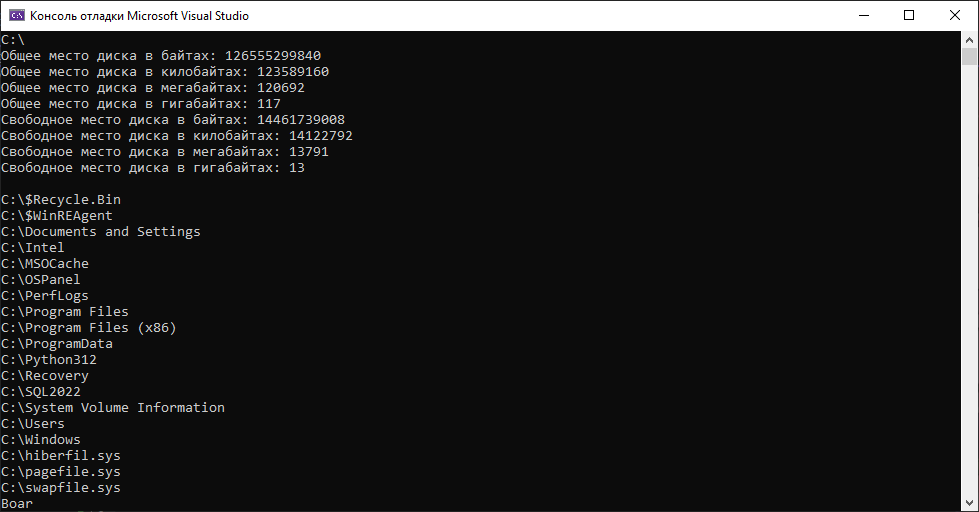 Консоль отладки Microsoft Visual Studio
C:\
Общее место диска в байтах: 126555299840
Общее место диска в килобайтах: 123589160
Общее место диска в мегабайтах: 120692
Общее место диска в гигабайтах: 117
Свободное место диска в байтах: 14461739008
Свободное место диска в килобайтах: 14122792
Свободное место диска в мегабайтах: 13791
Свободное место диска в гигабайтах: 13
C:\$Recycle.Bin
C:\$WinREAgent
C:\Documents and Settings
C:\Intel
C:\MSOCache
C:\OSPanel
C:\PerfLogs
C:\Program Files
C:\Program Files (x86)
C:\ProgramData
C:\Python312
C:\Recovery
C:\SQL2022
C:\System Volume Information
C:\Users
C:\Windows
C:\hiberfil.sys
C:\pagefile.sys
C:\swapfile.sys
Boar